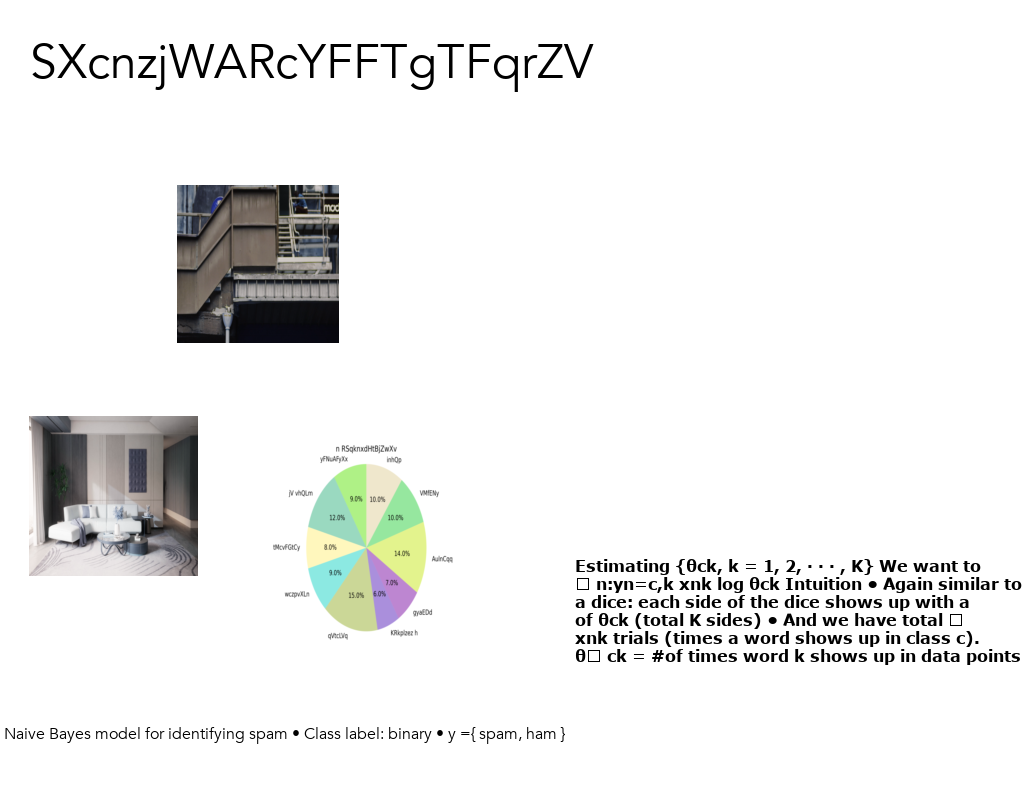 SXcnzjWARcYFFTgTFqrZV
mod
n RSqknxdHtBjZwXv
yFNuAFyXx
inhQp
jV vhQLm
VMfENy
9.0%
10.0%
12.0%
10.0%
tMcvFGtCy
8.0%
14.0%
AulnCqq
9.0%
7.0%
wczpvXLn
15.0%
6.0%
gyaEDd
qVtcLVq
KRkplzez h
Estimating {θck, k = 1, 2, · · · , K} We want to
□ n:yn=c,k xnk log θck Intuition • Again similar to
a dice: each side of the dice shows up with a
of θck (total K sides) • And we have total □
xnk trials (times a word shows up in class c).
θ□ ck = #of times word k shows up in data points
Naive Bayes model for identifying spam • Class label: binary • y ={ spam, ham }